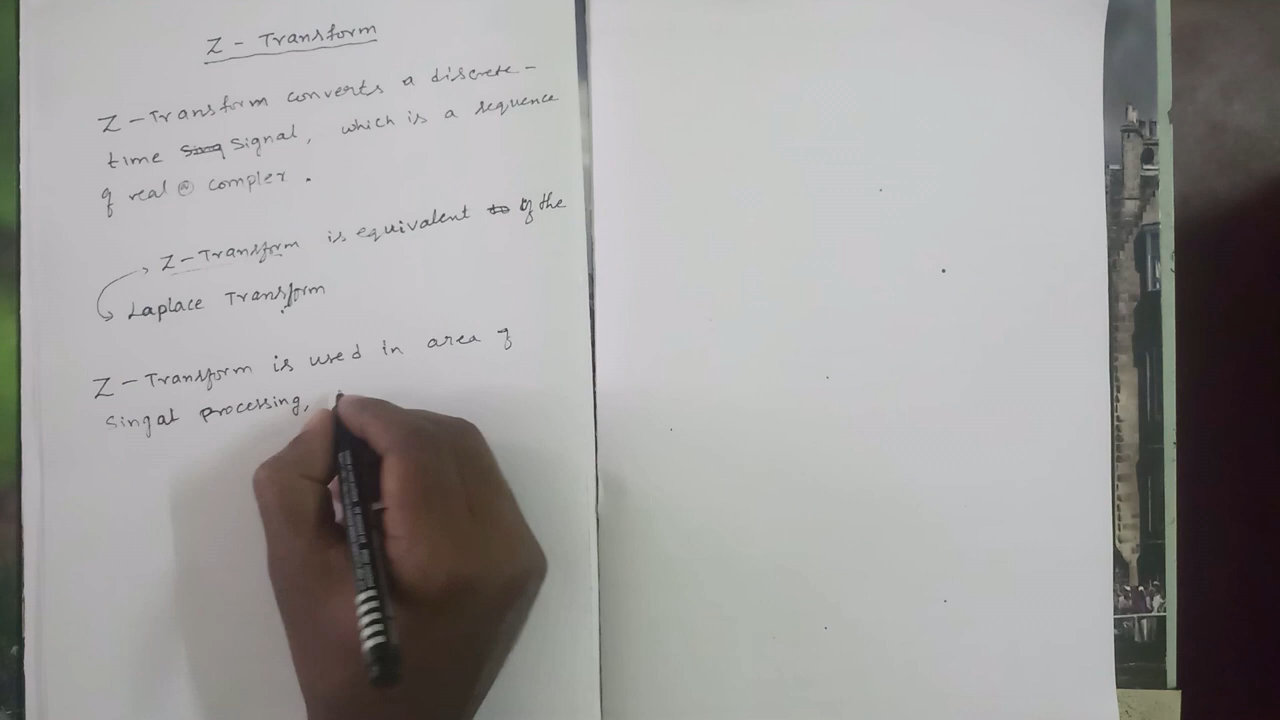 Z - Transform
Z - Transform converts a discrete -
time Signal, which is a sequence
of real or complex .
Z - Transform is equivalent of the
Laplace Transform
Z - Transform is used in area of
Singal processing,